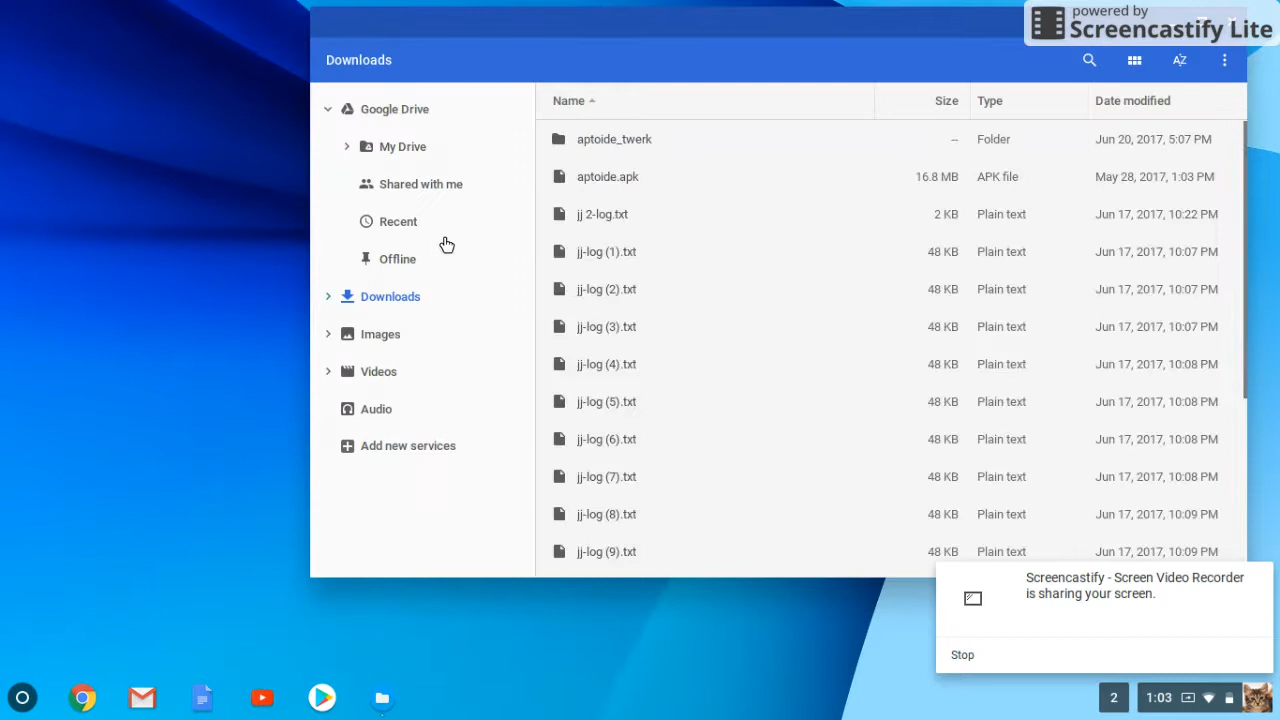 powered by
Screencastify Lite
Downloads
Google Drive
My Drive
Shared with me
Recent
Offline
Downloads
Images
Videos
Audio
Add new services
Name Size Type Date modified
aptoide_twerk -- Folder Jun 20, 2017, 5:07 PM
aptoide.apk 16.8 MB APK file May 28, 2017, 1:03 PM
jj 2-log.txt 2 KB Plain text Jun 17, 2017, 10:22 PM
jj-log (1).txt 48 KB Plain text Jun 17, 2017, 10:07 PM
jj-log (2).txt 48 KB Plain text Jun 17, 2017, 10:07 PM
jj-log (3).txt 48 KB Plain text Jun 17, 2017, 10:07 PM
jj-log (4).txt 48 KB Plain text Jun 17, 2017, 10:08 PM
jj-log (5).txt 48 KB Plain text Jun 17, 2017, 10:08 PM
jj-log (6).txt 48 KB Plain text Jun 17, 2017, 10:08 PM
jj-log (7).txt 48 KB Plain text Jun 17, 2017, 10:08 PM
jj-log (8).txt 48 KB Plain text Jun 17, 2017, 10:09 PM
jj-log (9).txt 48 KB Plain text Jun 17, 2017, 10:09 PM
Screencastify - Screen Video Recorder
is sharing your screen.
Stop
2 1:03